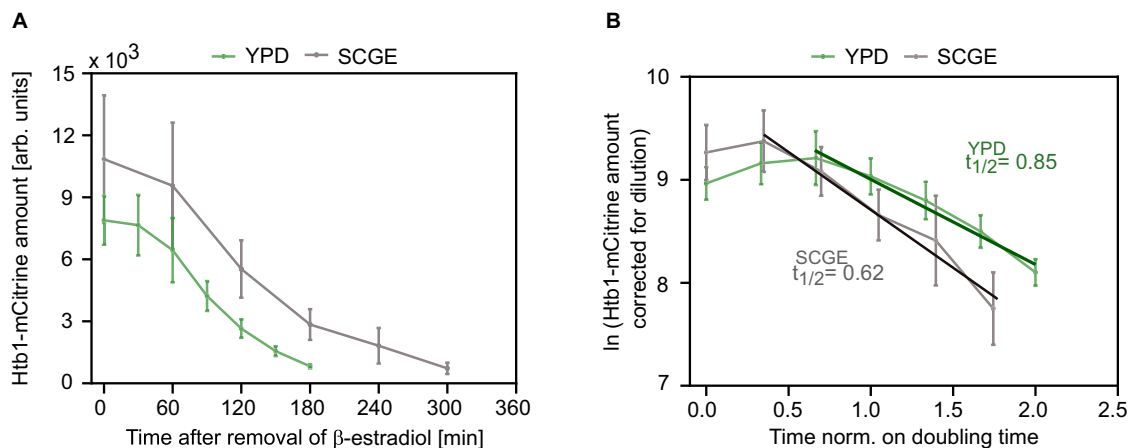 A
YPD SCGE
x 10³
15
12
9
6
3
0
0 60 120 180 240 300 360
Htb1-mCitrine amount [arb. units]
Time after removal of β-estradiol [min]
B
YPD SCGE
10
9
8
7
0.0 0.5 1.0 1.5 2.0 2.5
ln (Htb1-mCitrine amount
corrected for dilution)
YPD
t1/2= 0.85
SCGE
t1/2= 0.62
Time norm. on doubling time